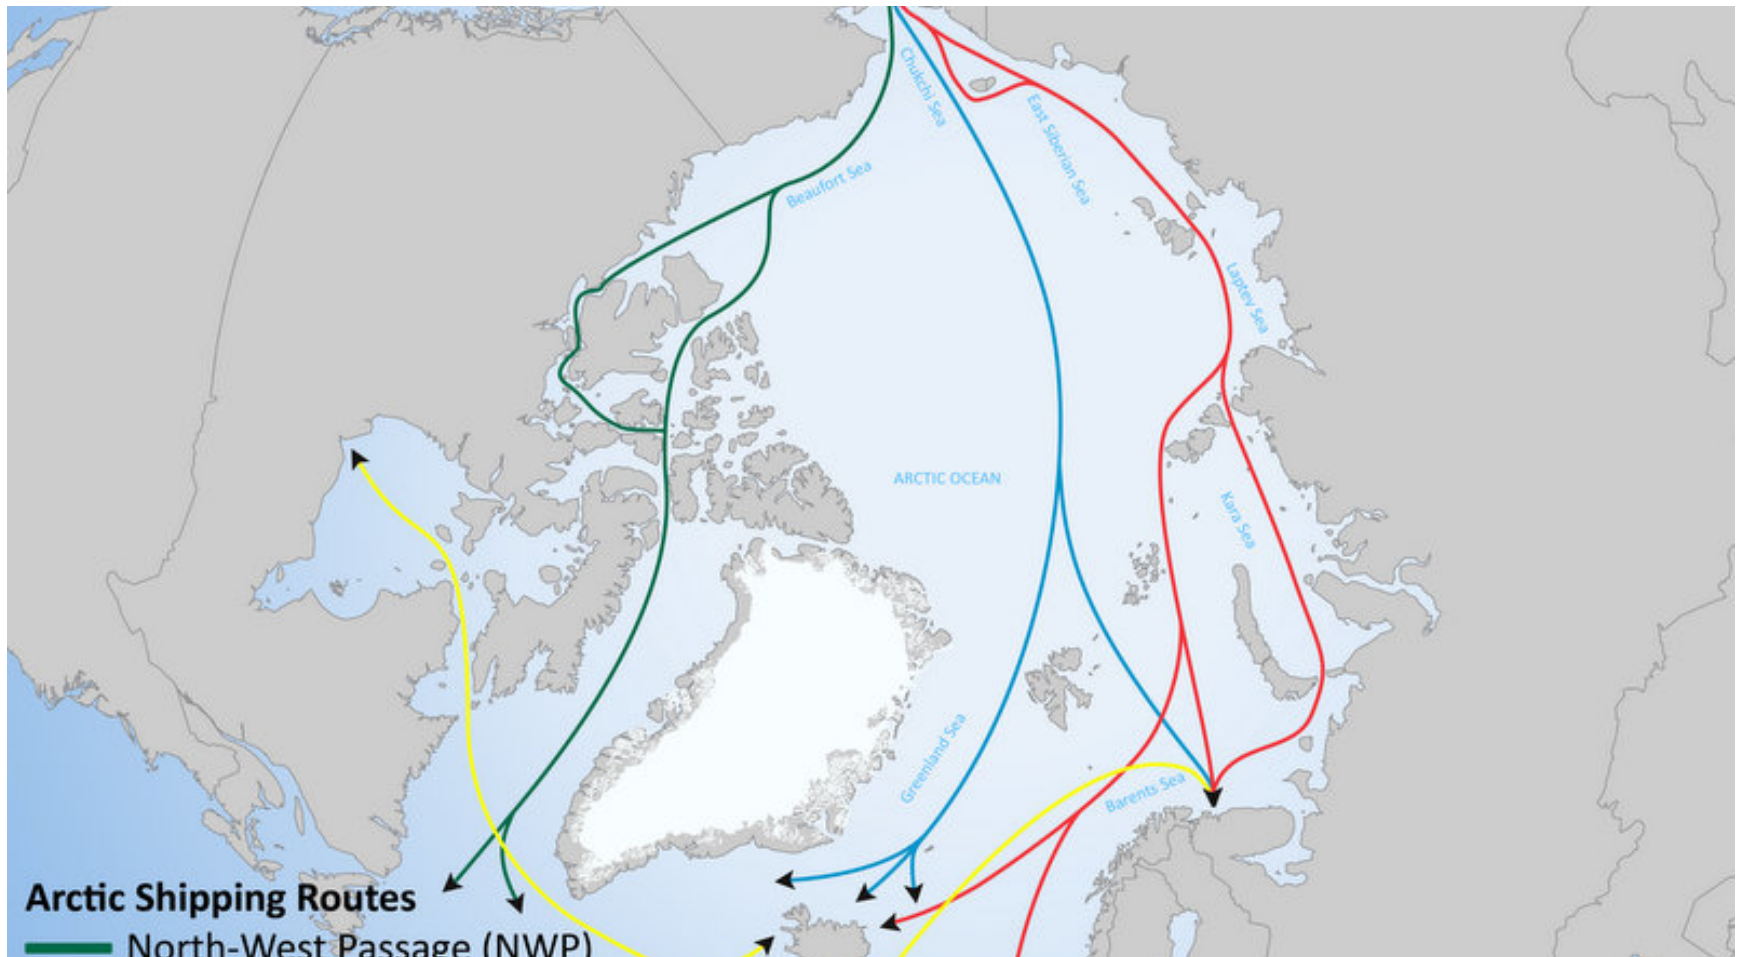 Chukchi Sea
East Siberian Sea
Beaufort Sea
Laptev Sea
ARCTIC OCEAN
Kara Sea
Greenland Sea
Barents Sea
Arctic Shipping Routes
North-West Passage (NWP)